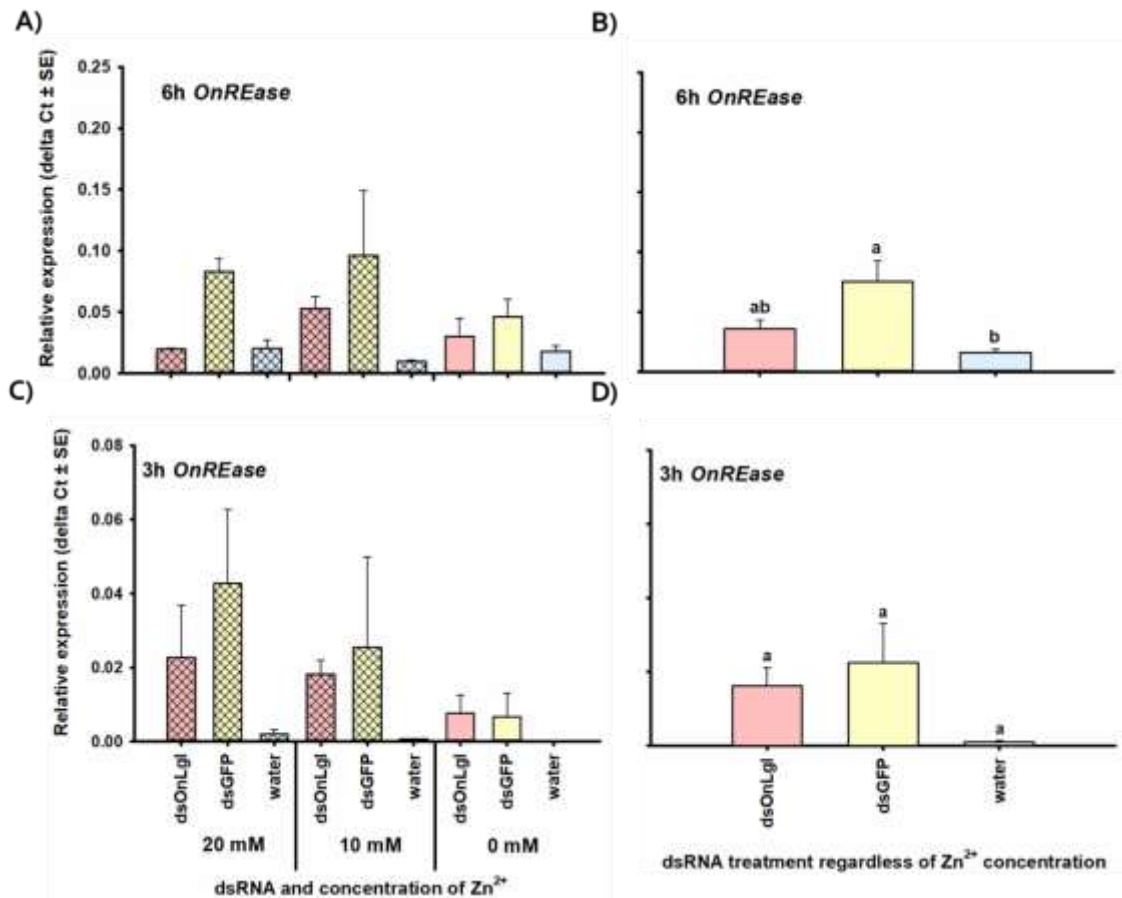 A)
Relative expression (delta Ct ± SE)
0.25
0.20
0.15
0.10
0.05
0.00
6h OnREase
B)
6h OnREase
ab
a
b
C)
Relative expression (delta Ct ± SE)
0.08
0.06
0.04
0.02
0.00
3h OnREase
dsOnLgl
dsGFP
water
dsOnLgl
dsGFP
water
dsOnLgl
dsGFP
water
20 mM
10 mM
0 mM
dsRNA and concentration of Zn²⁺
D)
3h OnREase
a
a
a
dsOnLgl
dsGFP
water
dsRNA treatment regardless of Zn²⁺ concentration